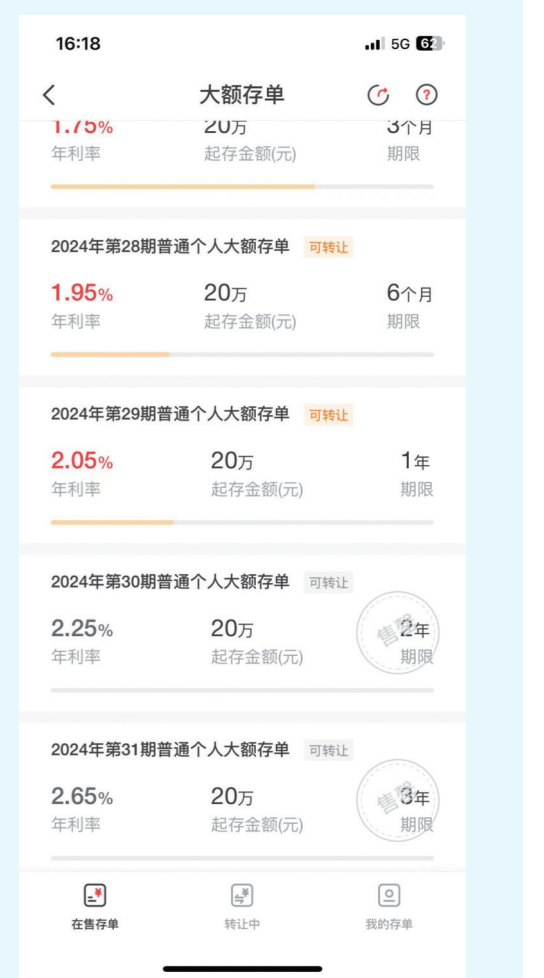 16:18
5G 62
大额存单
?
1.75% 20万 3个月
年利率 起存金额(元) 期限
2024年第28期普通个人大额存单 可转让
1.95% 20万 6个月
年利率 起存金额(元) 期限
2024年第29期普通个人大额存单 可转让
2.05% 20万 1年
年利率 起存金额(元) 期限
2024年第30期普通个人大额存单 可转让
2.25% 20万 2年
售罄
年利率 起存金额(元) 期限
2024年第31期普通个人大额存单 可转让
2.65% 20万 3年
售罄
年利率 起存金额(元) 期限
在售存单 转让中 我的存单